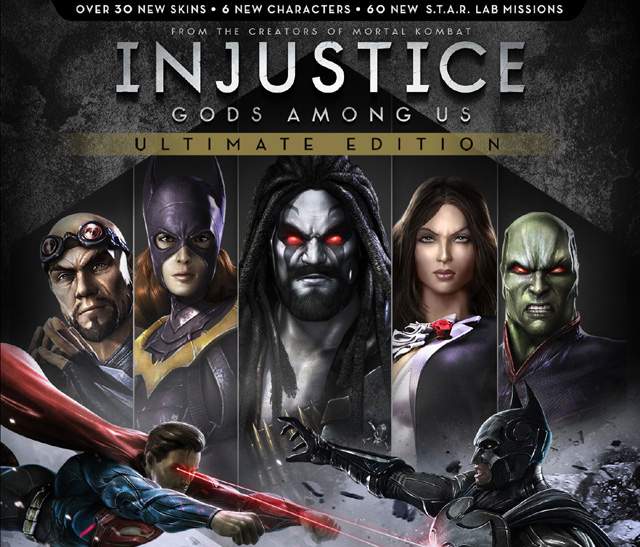 OVER 30 NEW SKINS • 6 NEW CHARACTERS • 60 NEW S.T.A.R. LAB MISSIONS
FROM THE CREATORS OF MORTAL KOMBAT
INJUSTICE
GODS AMONG US
ULTIMATE EDITION